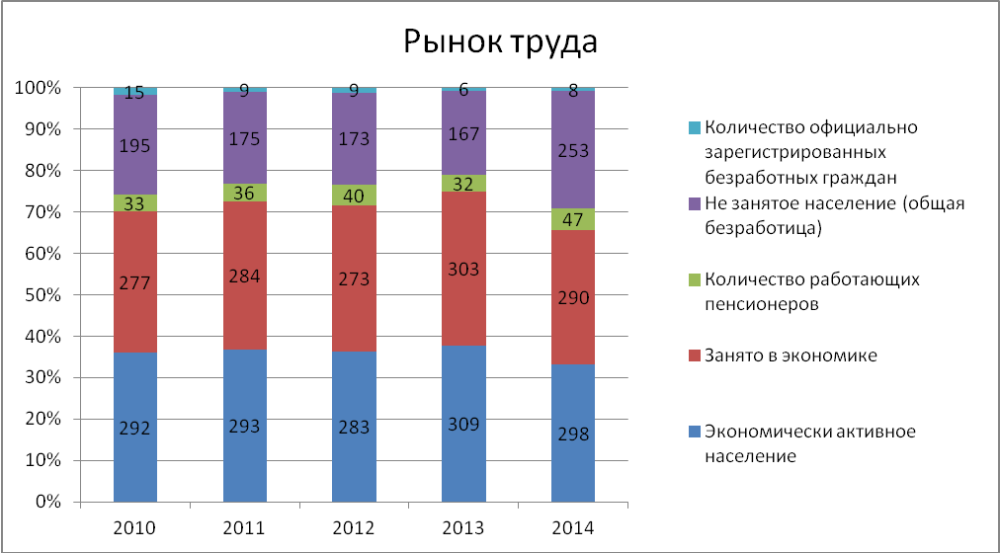 Рынок труда
100%
90%
80%
70%
60%
50%
40%
30%
20%
10%
0%
15 9 9 6 8
195 175 173 167 253
33 36 40 32 47
277 284 273 303 290
292 293 283 309 298
2010 2011 2012 2013 2014
Количество официально
зарегистрированных
безработных граждан
Не занятое население (общая
безработица)
Количество работающих
пенсионеров
Занято в экономике
Экономически активное
население